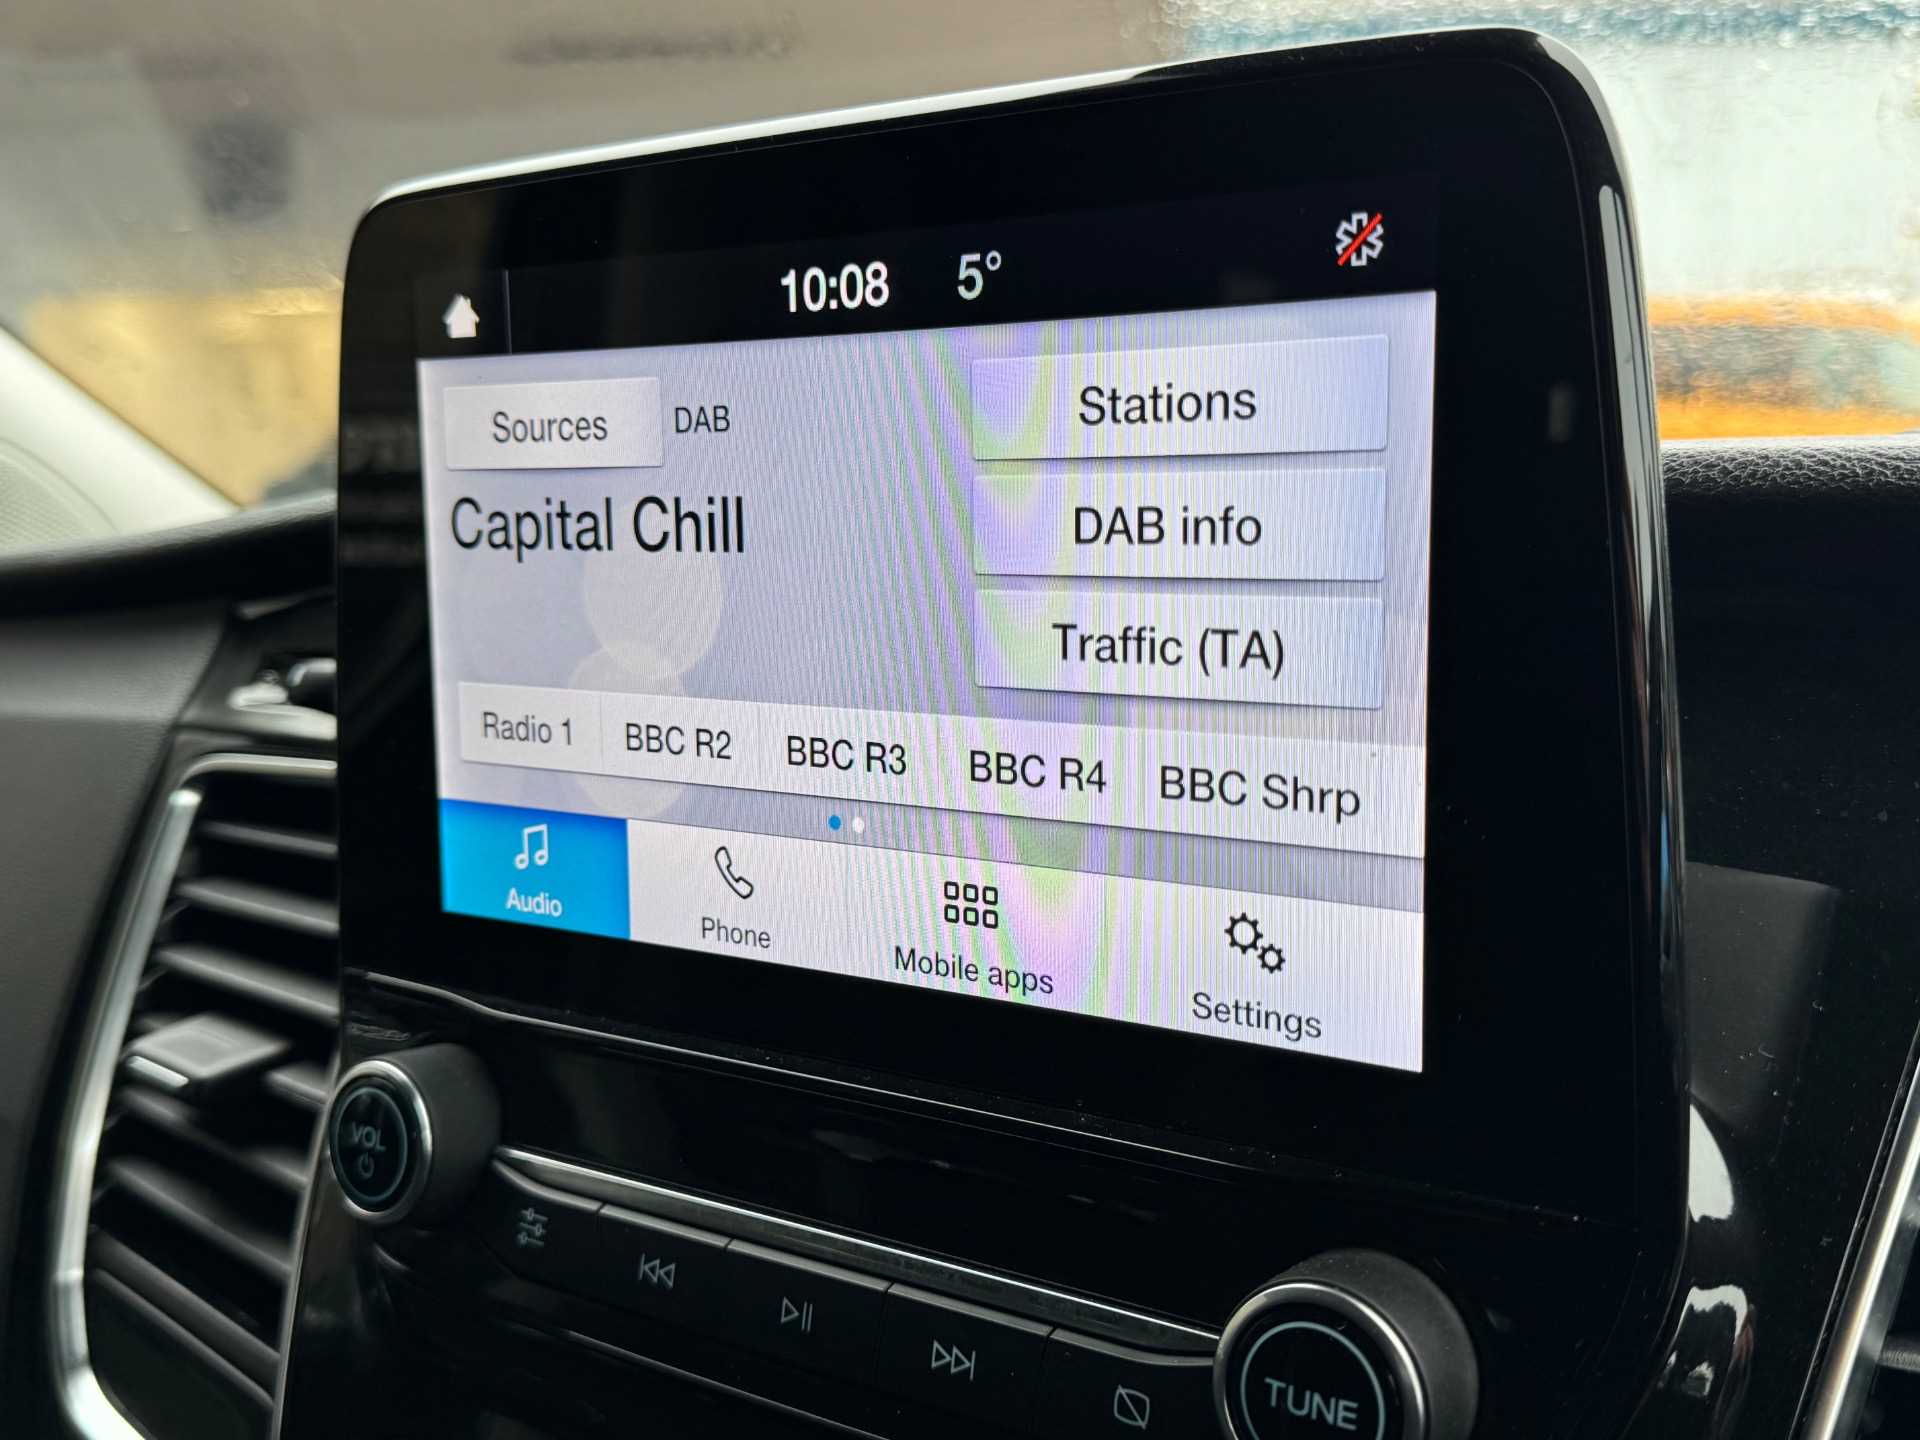 10:08 5°
Sources DAB
Stations
Capital Chill
DAB info
Traffic (TA)
Radio 1 BBC R2 BBC R3 BBC R4 BBC Shrp
Audio Phone Mobile apps Settings
VOL
TUNE